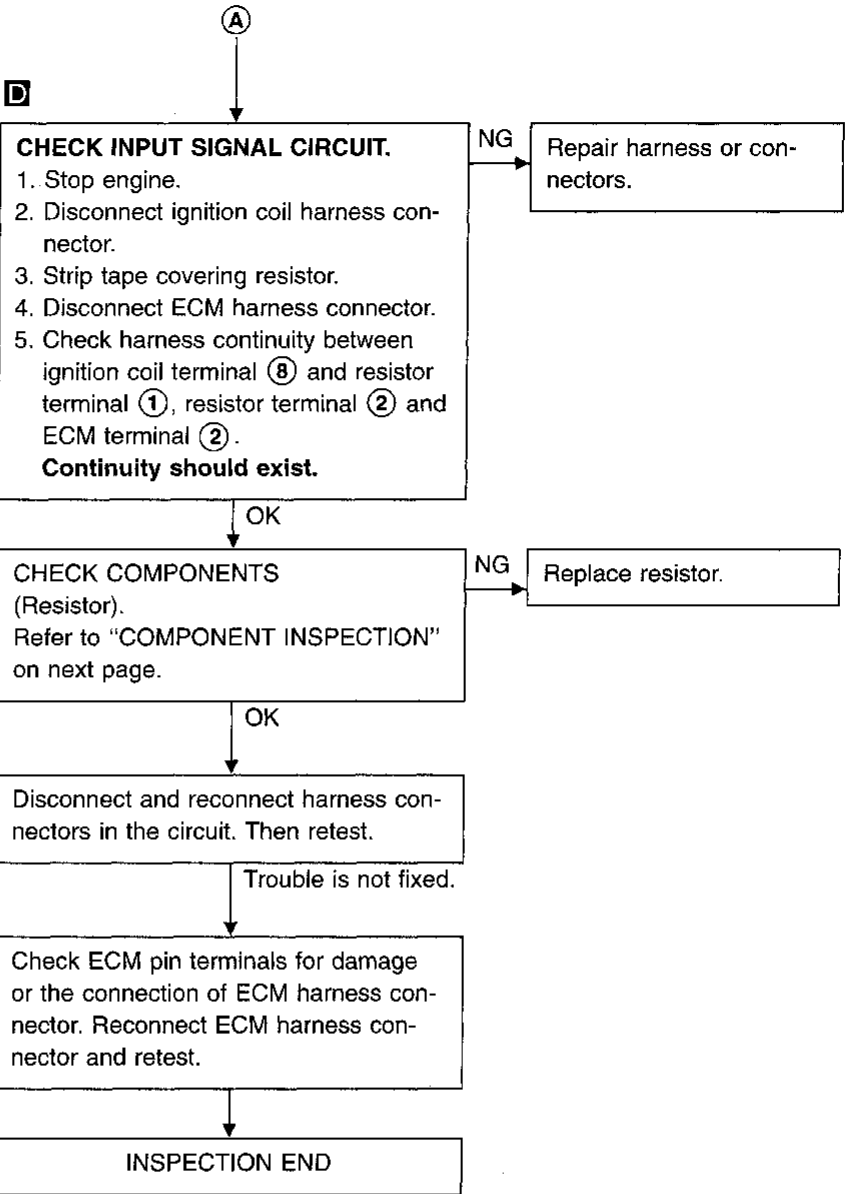 A
D
CHECK INPUT SIGNAL CIRCUIT.
1. Stop engine.
2. Disconnect ignition coil harness con-
nector.
3. Strip tape covering resistor.
4. Disconnect ECM harness connector.
5. Check harness continuity between
ignition coil terminal ⑧ and resistor
terminal ①, resistor terminal ② and
ECM terminal ②.
Continuity should exist.
NG
Repair harness or con-
nectors.
OK
CHECK COMPONENTS
(Resistor).
Refer to “COMPONENT INSPECTION”
on next page.
NG
Replace resistor.
OK
Disconnect and reconnect harness con-
nectors in the circuit. Then retest.
Trouble is not fixed.
Check ECM pin terminals for damage
or the connection of ECM harness con-
nector. Reconnect ECM harness con-
nector and retest.
INSPECTION END